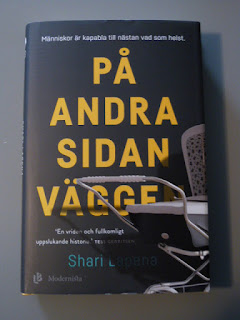 Människor är kapabla till nästan vad som helst.
PÅ
ANDRA
SIDAN
VÄGGEN
"En vriden och fullkomligt
uppslukande historia."
Shari Lapena
Modernista